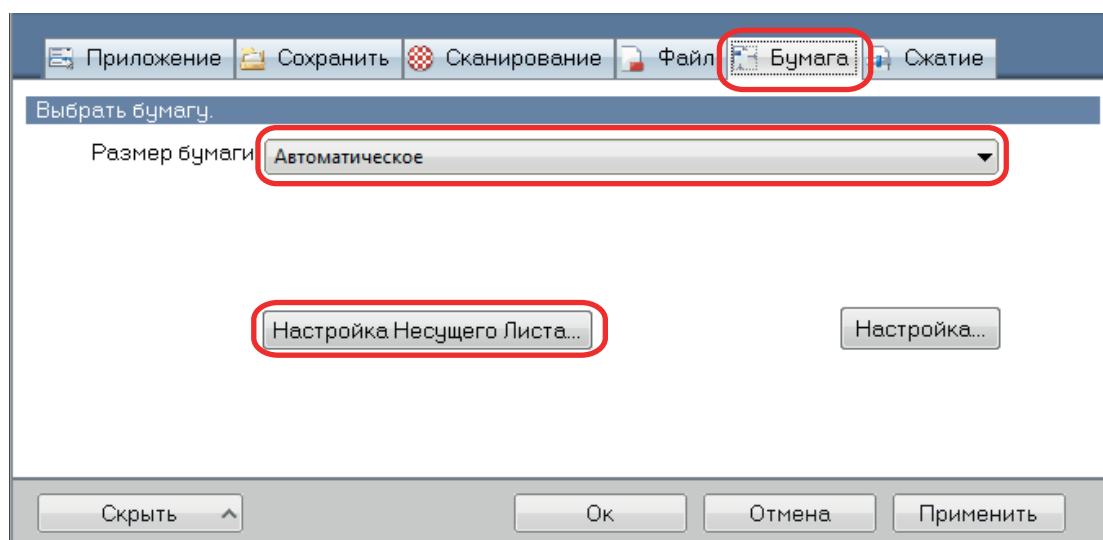 Приложение Сохранить Сканирование Файл Бумага Сжатие
Выбрать бумагу.
Размер бумаги Автоматическое
Настройка Несущего Листа... Настройка...
Скрыть Ок Отмена Применить